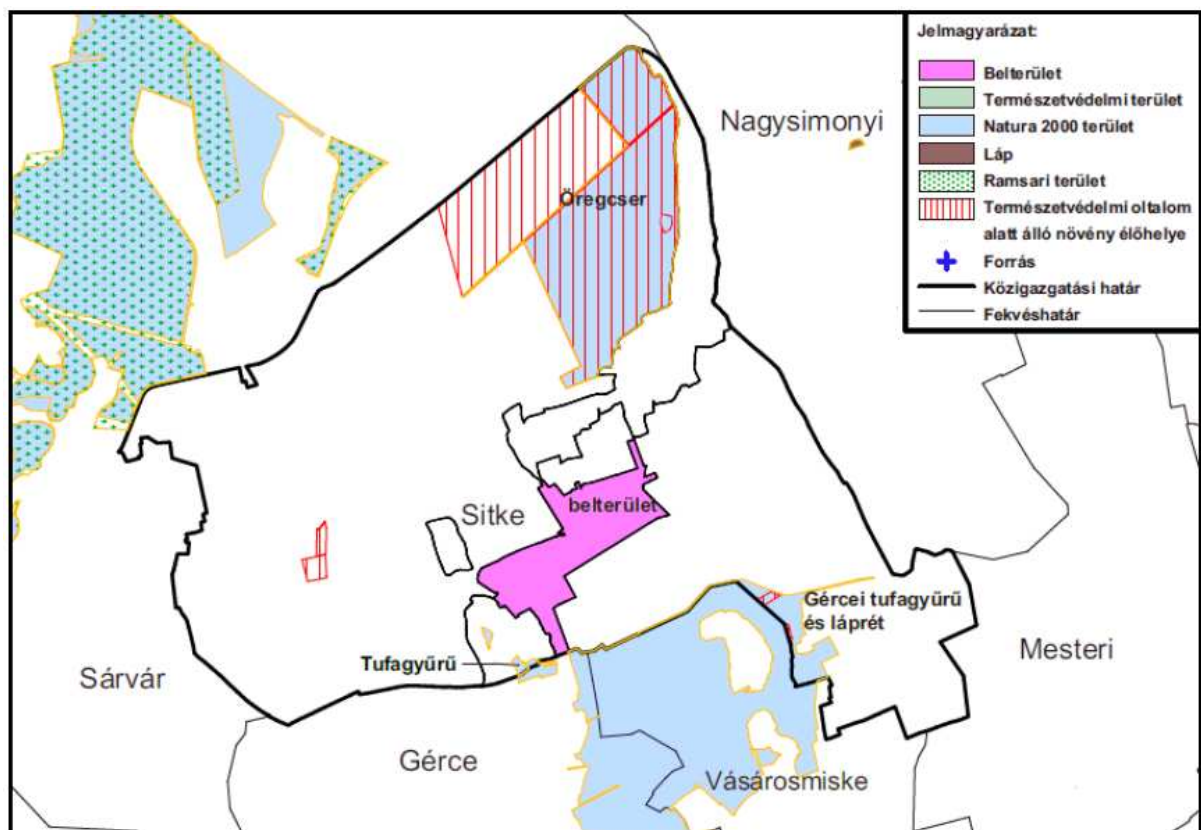 Jelmagyarázat:
Belterület
Természetvédelmi terület
Natura 2000 terület
Láp
Ramsari terület
Természetvédelmi oltalom
alatt álló növény élőhelye
Forrás
Közigazgatási határ
Fekvéshatár
Nagysimonyi
Öregcser
Sitke
belterület
Gércei tufagyűrű
és láprét
Tufagyűrű
Sárvár
Mesteri
Gérce
Vásárosmiske